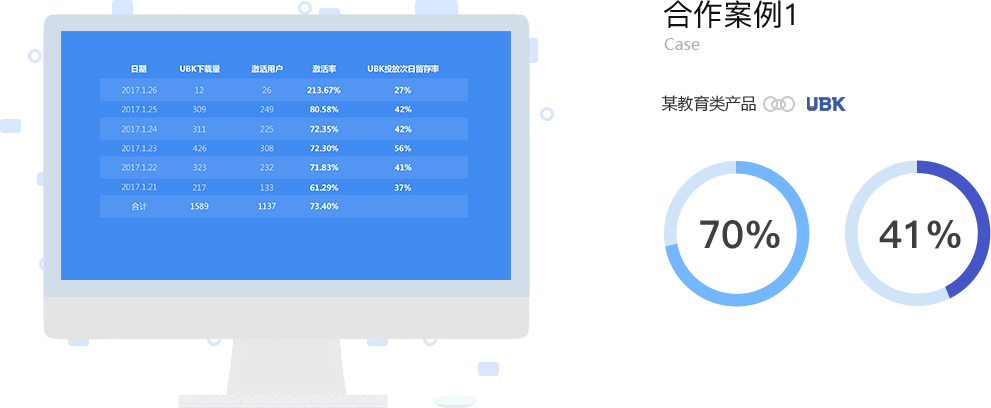 合作案例1
Case
某教育类产品 UBK
70% 41%
日期 UBK下载量 激活用户 激活率 UBK投放次日留存率
2017.1.26 12 26 213.67% 27%
2017.1.25 309 249 80.58% 42%
2017.1.24 311 225 72.35% 42%
2017.1.23 426 308 72.30% 56%
2017.1.22 323 232 71.83% 41%
2017.1.21 217 133 61.29% 37%
合计 1589 1137 73.40%